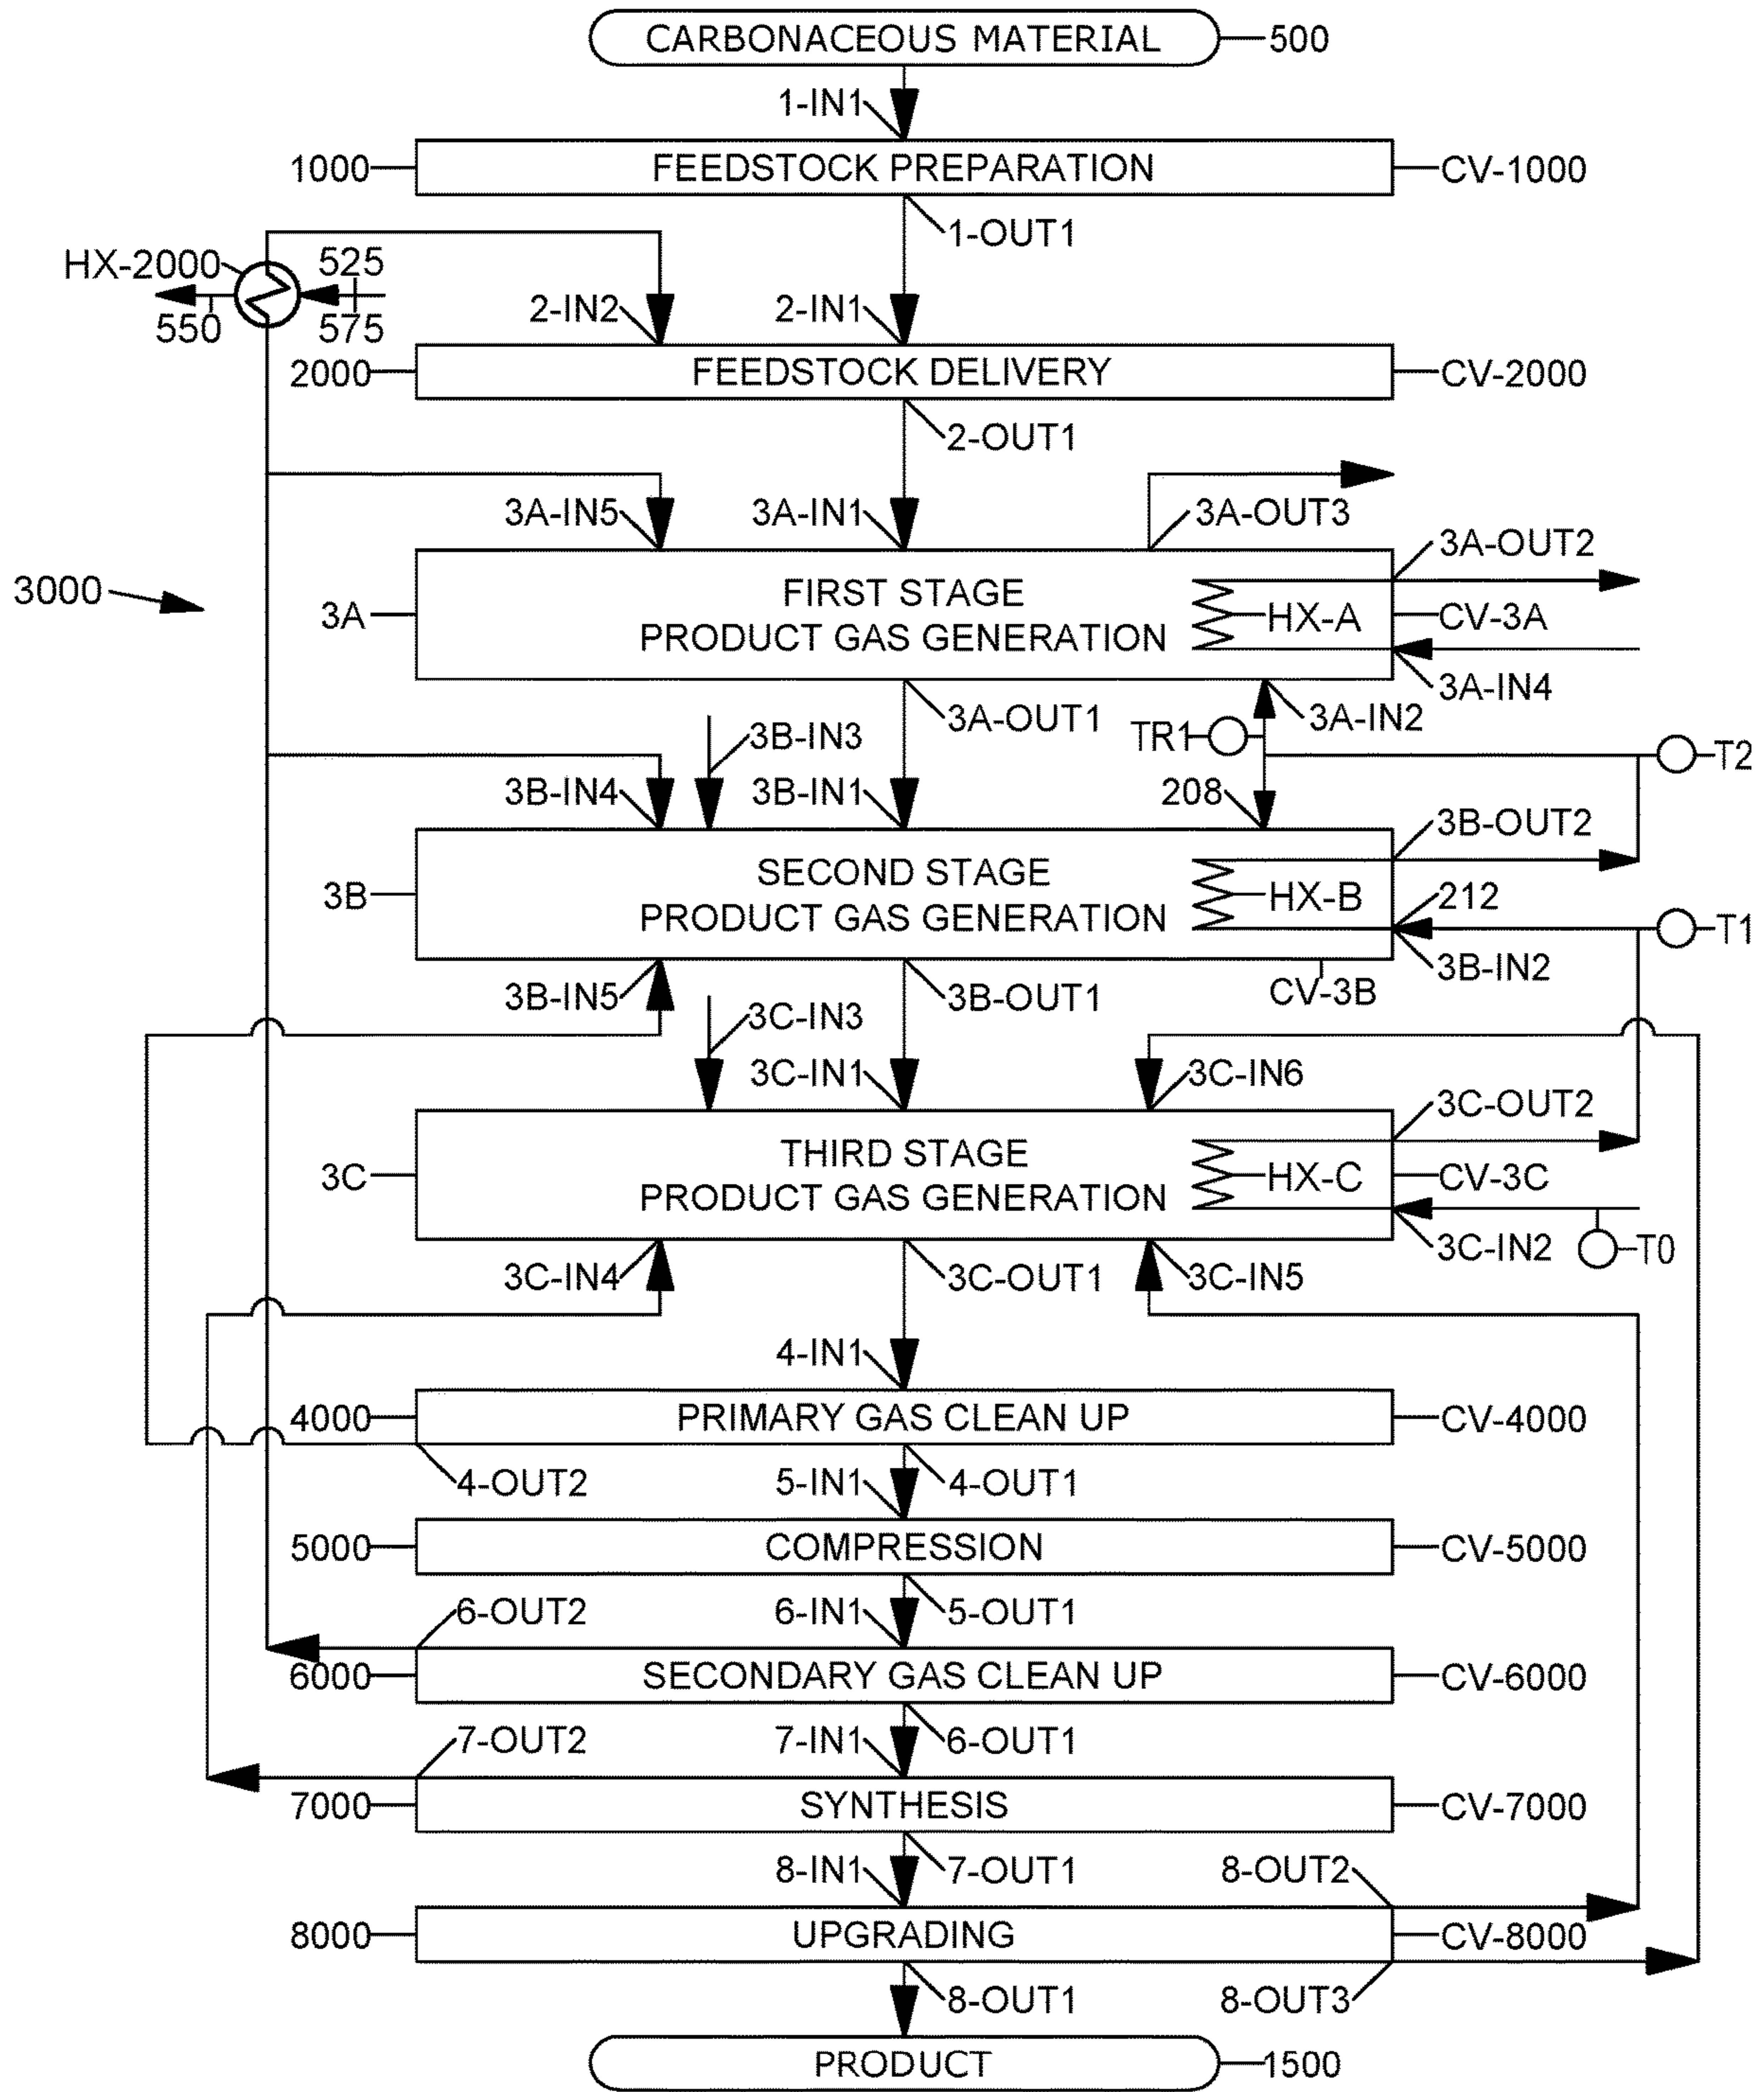 CARBONACEOUS MATERIAL
500
1-IN1
1000
FEEDSTOCK PREPARATION
CV-1000
1-OUT1
HX-2000
525
550
575
2-IN2
2-IN1
2000
FEEDSTOCK DELIVERY
CV-2000
2-OUT1
3A-IN5
3A-IN1
3A-OUT3
3A-OUT2
3000
3A
FIRST STAGE
PRODUCT GAS GENERATION
HX-A
CV-3A
3A-IN4
3A-OUT1
3A-IN2
TR1
3B-IN3
T2
3B-IN4
3B-IN1
208
3B-OUT2
3B
SECOND STAGE
PRODUCT GAS GENERATION
HX-B
212
T1
3B-IN2
CV-3B
3B-IN5
3B-OUT1
3C-IN3
3C-IN1
3C-IN6
3C-OUT2
3C
THIRD STAGE
PRODUCT GAS GENERATION
HX-C
CV-3C
3C-IN2
T0
3C-IN4
3C-OUT1
3C-IN5
4-IN1
4000
PRIMARY GAS CLEAN UP
CV-4000
4-OUT2
5-IN1
4-OUT1
5000
COMPRESSION
CV-5000
6-OUT2
6-IN1
5-OUT1
6000
SECONDARY GAS CLEAN UP
CV-6000
7-OUT2
7-IN1
6-OUT1
7000
SYNTHESIS
CV-7000
8-IN1
7-OUT1
8-OUT2
8000
UPGRADING
CV-8000
8-OUT1
8-OUT3
PRODUCT
1500